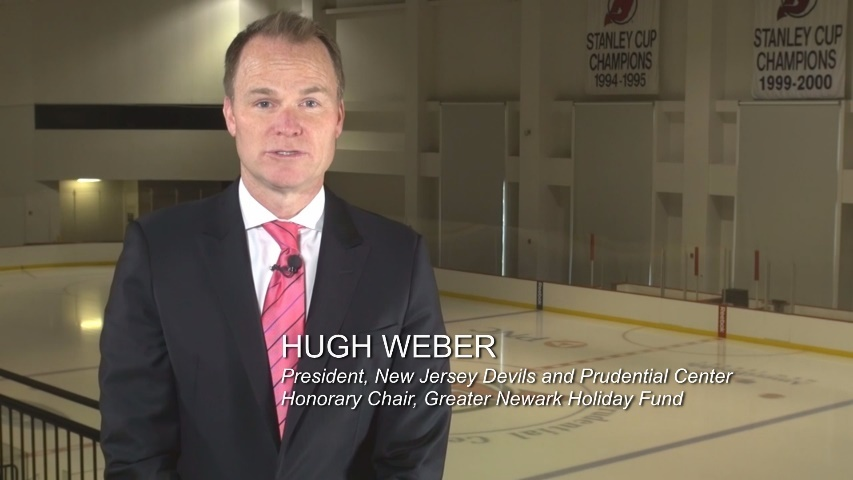 STANLEY CUP
CHAMPIONS
1994-1995
STANLEY CUP
CHAMPIONS
1999-2000
HUGH WEBER
President, New Jersey Devils and Prudential Center
Honorary Chair, Greater Newark Holiday Fund